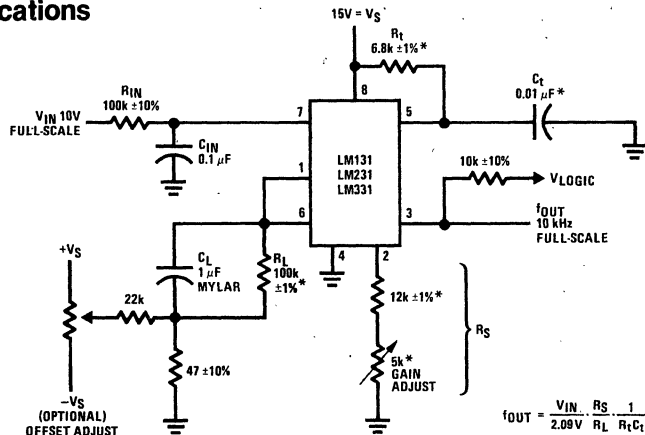 cations
15V = VS
Rt
6.8k ±1%*
Ct
0.01 µF*
RIN
100k ±10%
VIN 10V
FULL-SCALE
CIN
0.1 µF
8
7
5
LM131
LM231
LM331
1
6
3
4
2
10k ±10%
VLOGIC
fOUT
10 kHz
FULL-SCALE
+VS
CL
1 µF
MYLAR
RL
100k
±1%*
22k
12k ±1%*
RS
5k*
GAIN
ADJUST
47 ±10%
–VS
(OPTIONAL)
OFFSET ADJUST
fOUT = VIN/2.09V · RS/RL · 1/RtCt